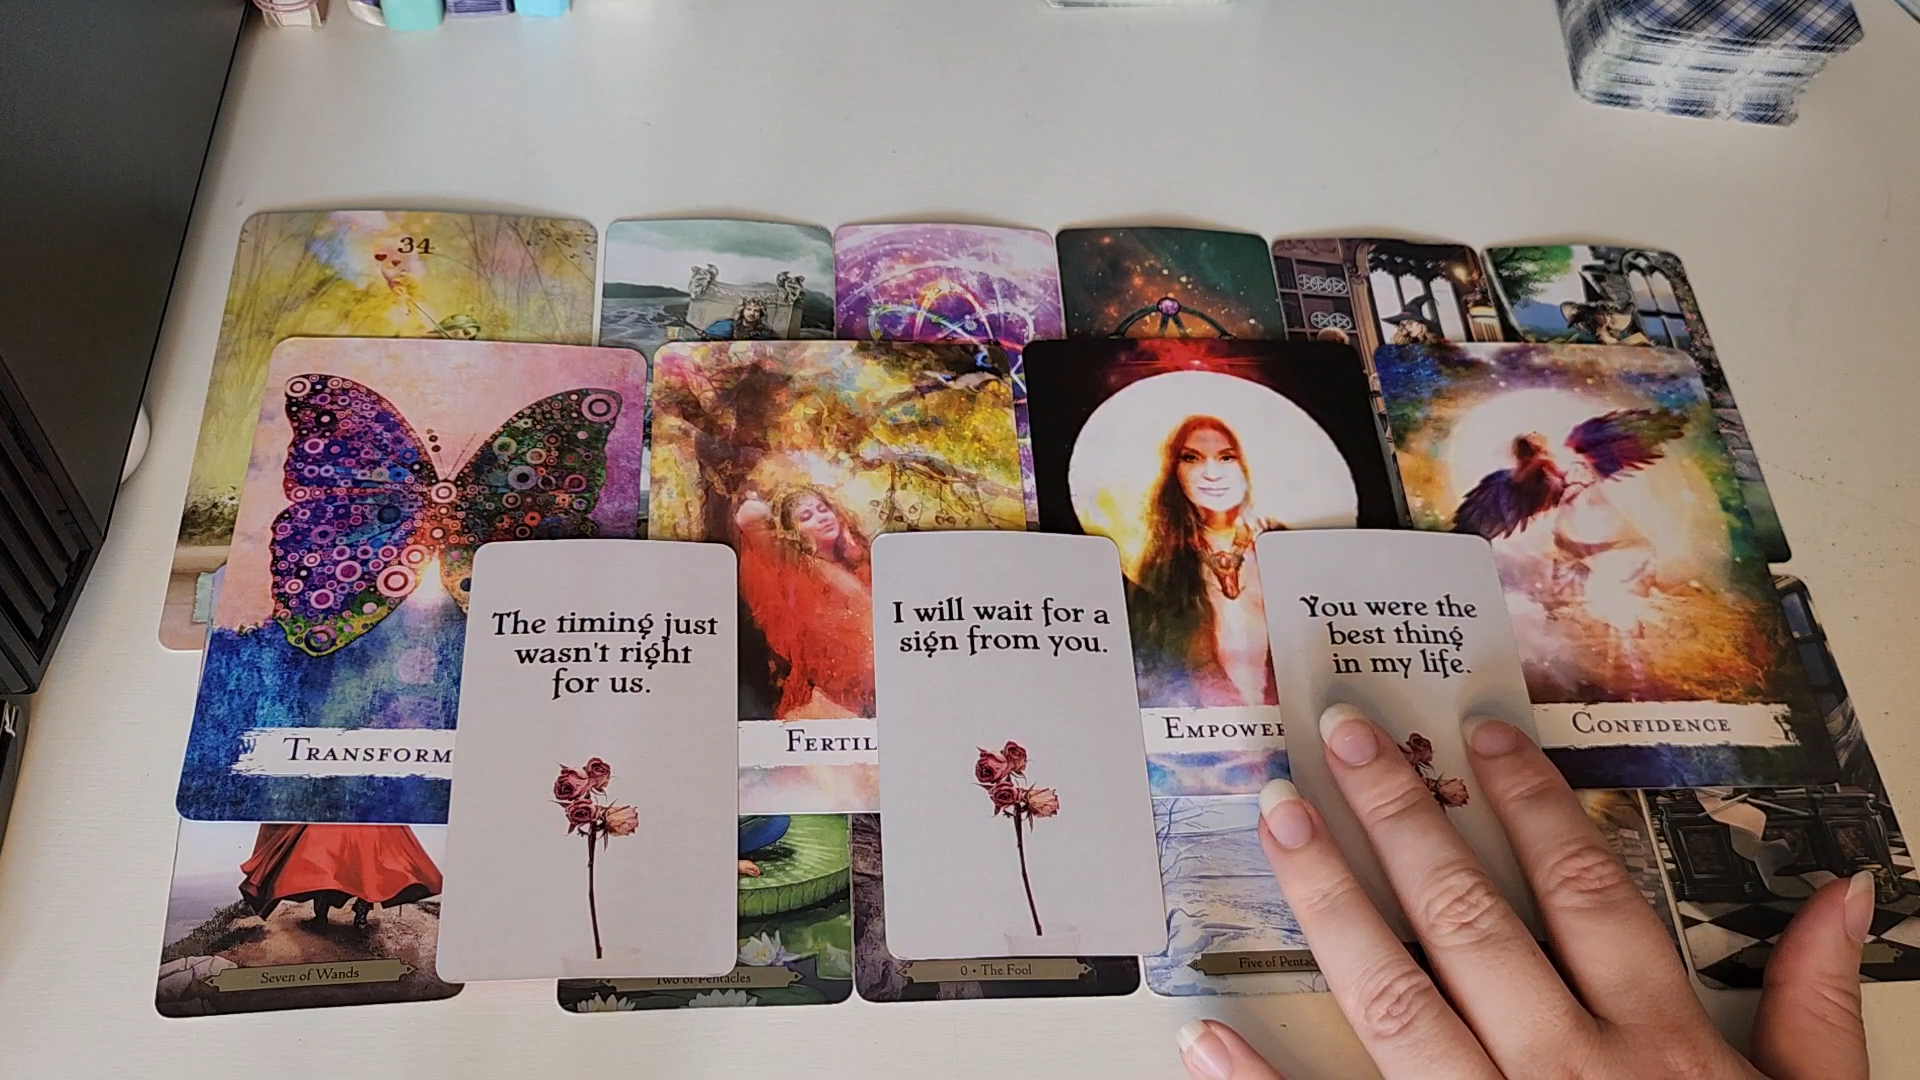 34
TRANSFORM
FERTIL
EMPOWER
CONFIDENCE
The timing just
wasn't right
for us.
I will wait for a
sign from you.
You were the
best thing
in my life.
Seven of Wands
Two of Pentacles
0 • The Fool
Five of Pentac